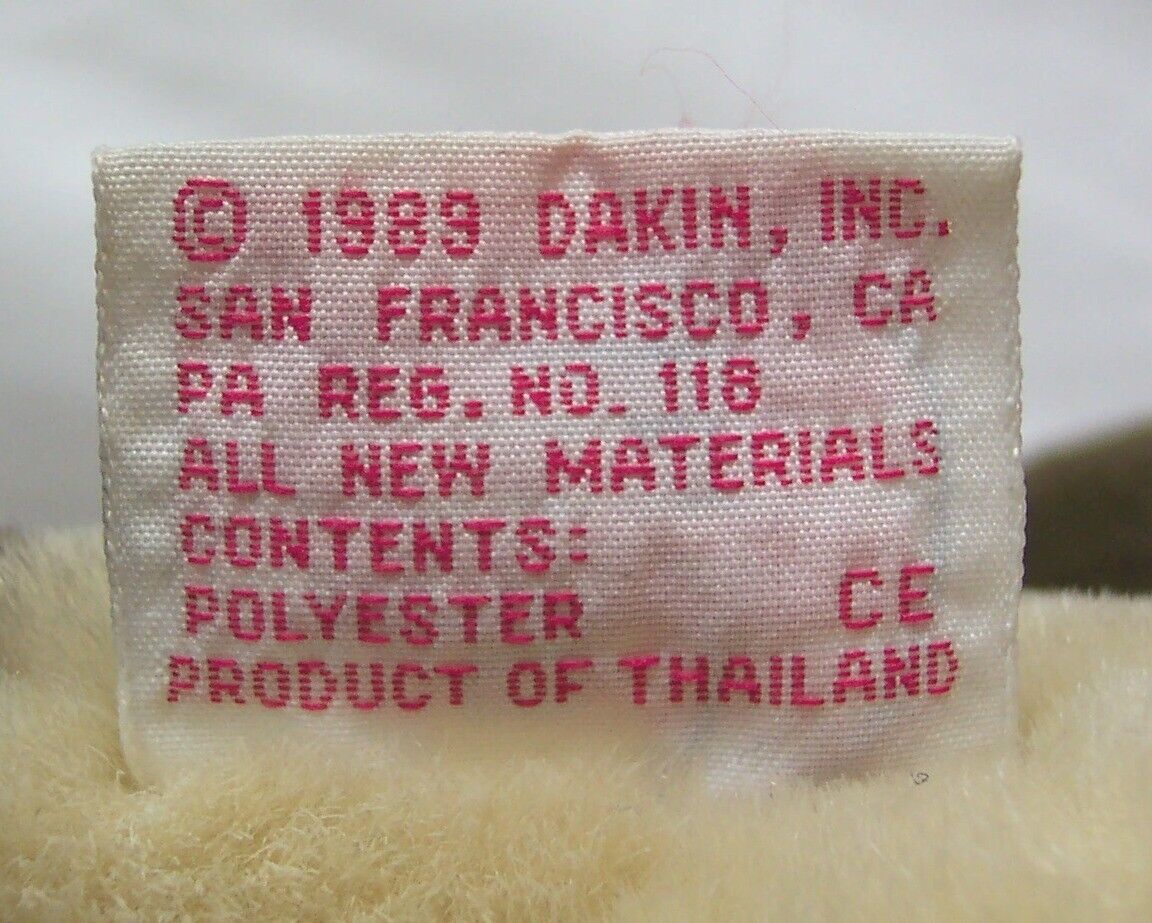 © 1989 DAKIN, INC.
SAN FRANCISCO, CA
PA REG. NO. 118
ALL NEW MATERIALS
CONTENTS:
POLYESTER CE
PRODUCT OF THAILAND